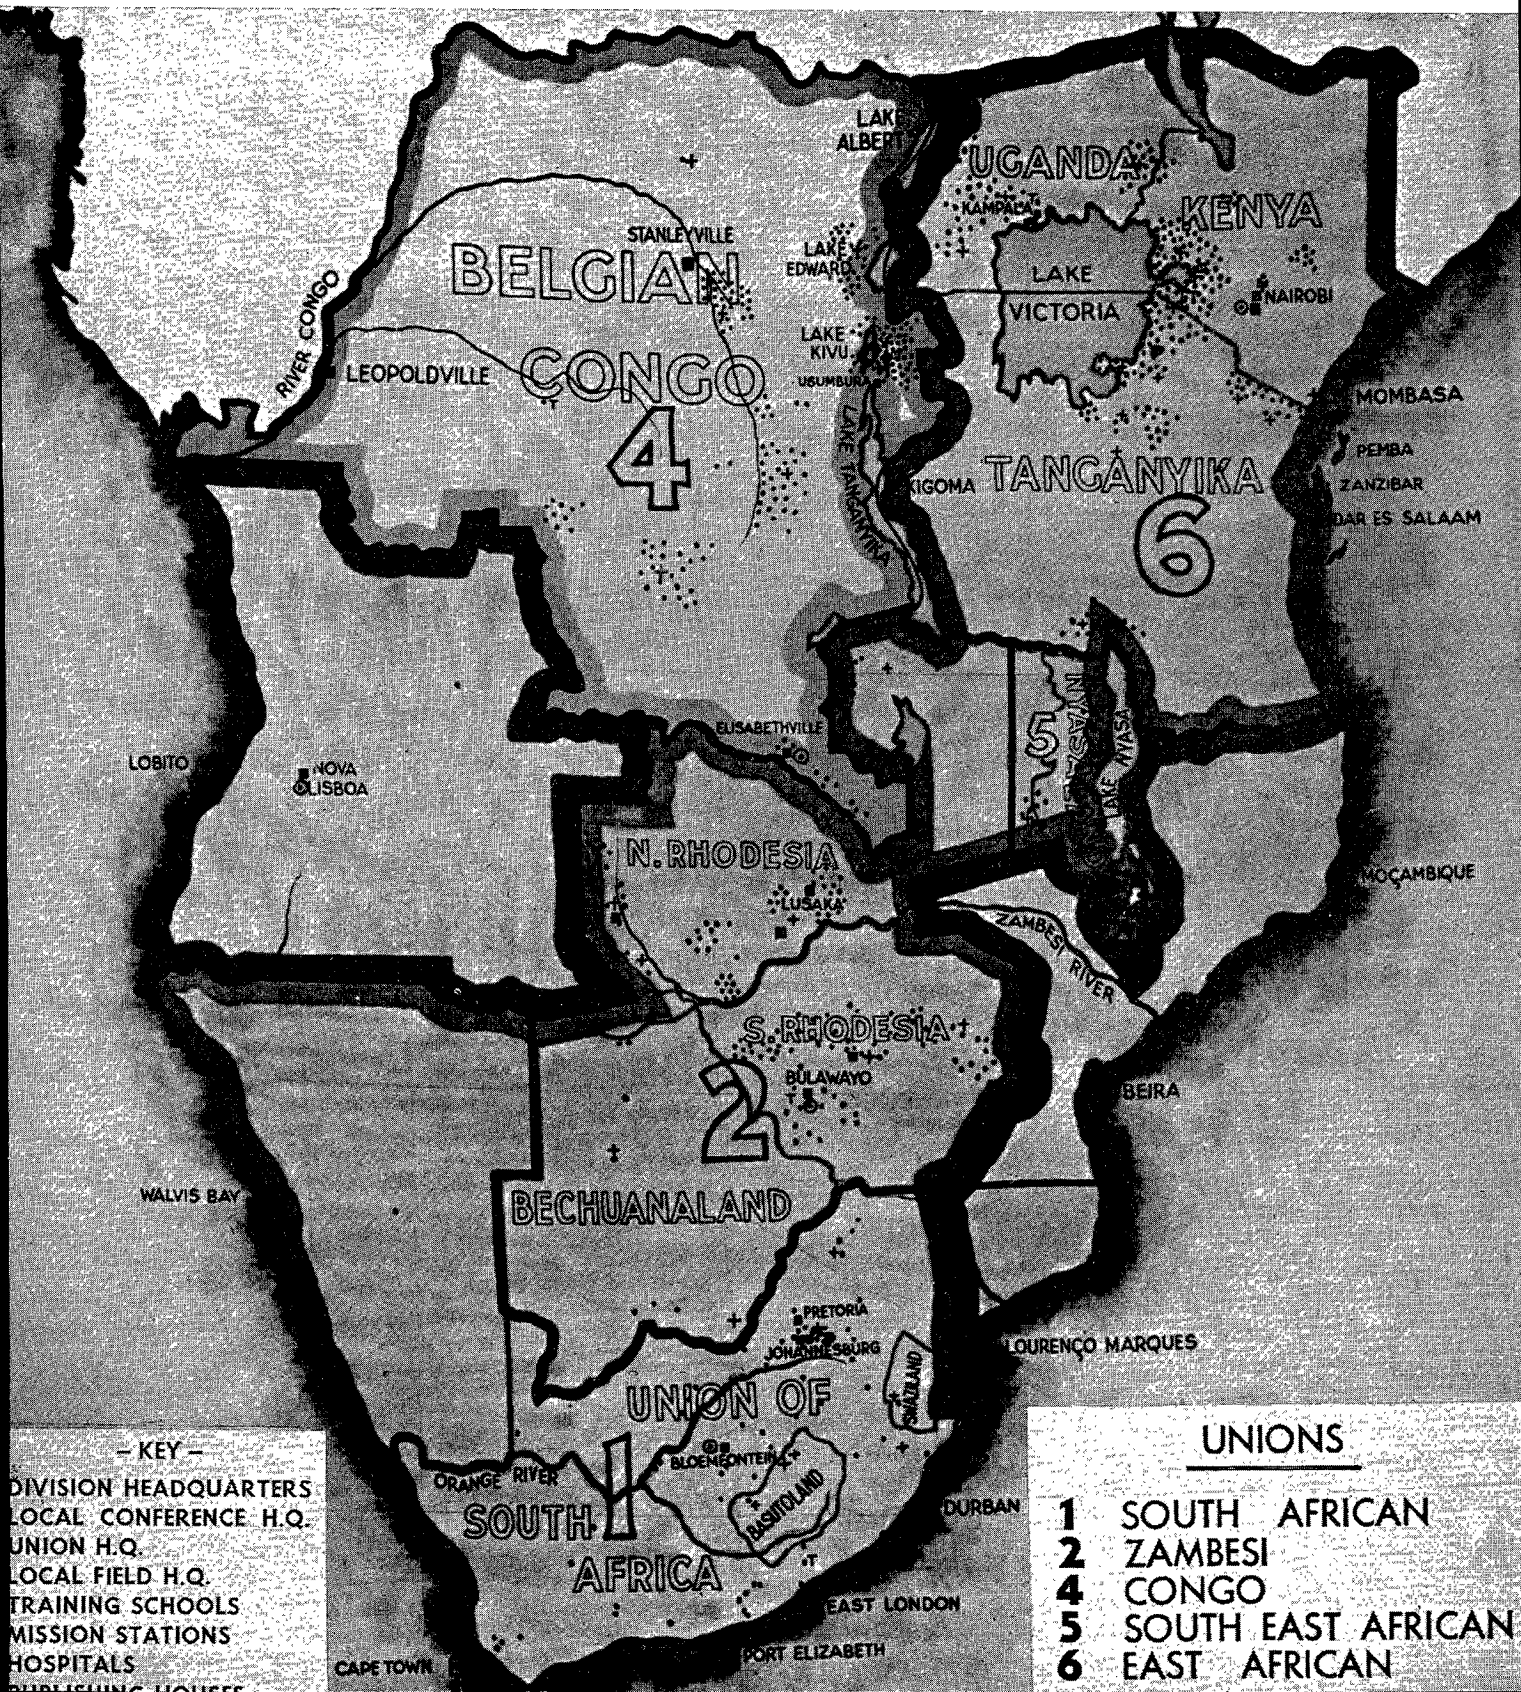 LAKE
ALBERT
UGANDA
KAMPALA
KENYA
STANLEYVILLE
BELGIAN
LAKE
EDWARD
LAKE
VICTORIA
NAIROBI
RIVER CONGO
LAKE
KIVU
LEOPOLDVILLE
CONGO
USUMBURA
MOMBASA
4
LAKE TANGANYIKA
PEMBA
KIGOMA
TANGANYIKA
ZANZIBAR
DAR ES SALAAM
6
ELISABETHVILLE
5
LAKE NYASA
LOBITO
NOVA
LISBOA
N. RHODESIA
LUSAKA
MOÇAMBIQUE
ZAMBESI RIVER
S. RHODESIA
BULAWAYO
2
BEIRA
WALVIS BAY
BECHUANALAND
PRETORIA
JOHANNESBURG
LOURENÇO MARQUES
SWAZILAND
UNION OF
1
BLOEMFONTEIN
ORANGE RIVER
BASUTOLAND
SOUTH
DURBAN
AFRICA
EAST LONDON
PORT ELIZABETH
CAPE TOWN
– KEY –
DIVISION HEADQUARTERS
LOCAL CONFERENCE H.Q.
UNION H.Q.
LOCAL FIELD H.Q.
TRAINING SCHOOLS
MISSION STATIONS
HOSPITALS
PUBLISHING HOUSES
UNIONS
1 SOUTH AFRICAN
2 ZAMBESI
4 CONGO
5 SOUTH EAST AFRICAN
6 EAST AFRICAN